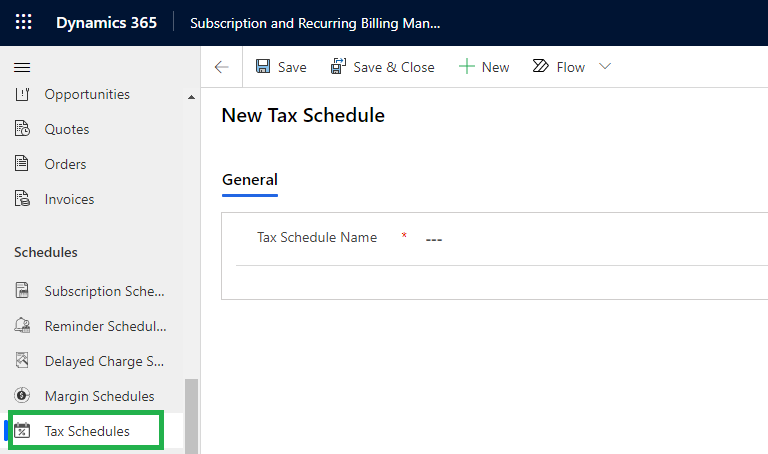 Dynamics 365
Subscription and Recurring Billing Man...
Save
Save & Close
New
Flow
Opportunities
Quotes
Orders
Invoices
Schedules
Subscription Sche...
Reminder Schedul...
Delayed Charge S...
Margin Schedules
Tax Schedules
New Tax Schedule
General
Tax Schedule Name * ---